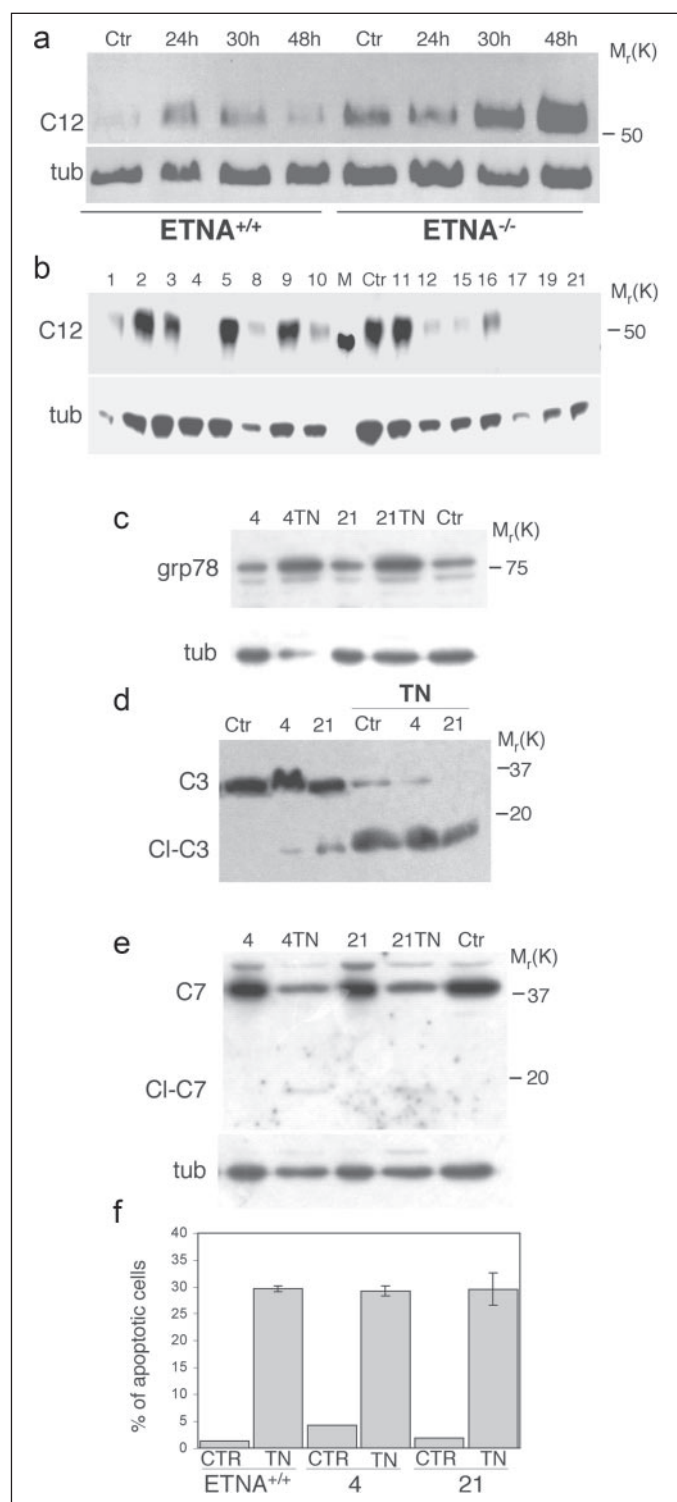 a
Ctr 24h 30h 48h Ctr 24h 30h 48h Mr(K)
C12
– 50
tub
ETNA+/+ ETNA-/-
b
1 2 3 4 5 8 9 10 M Ctr 11 12 15 16 17 19 21 Mr(K)
C12
– 50
tub
c
4 4TN 21 21TN Ctr Mr(K)
grp78
–75
tub
d
TN
Ctr 4 21 Ctr 4 21 Mr(K)
–37
C3
–20
Cl-C3
e
4 4TN 21 21TN Ctr Mr(K)
C7
–37
–20
Cl-C7
tub
f
% of apoptotic cells
40
35
30
25
20
15
10
5
0
CTR TN CTR TN CTR TN
ETNA+/+ 4 21